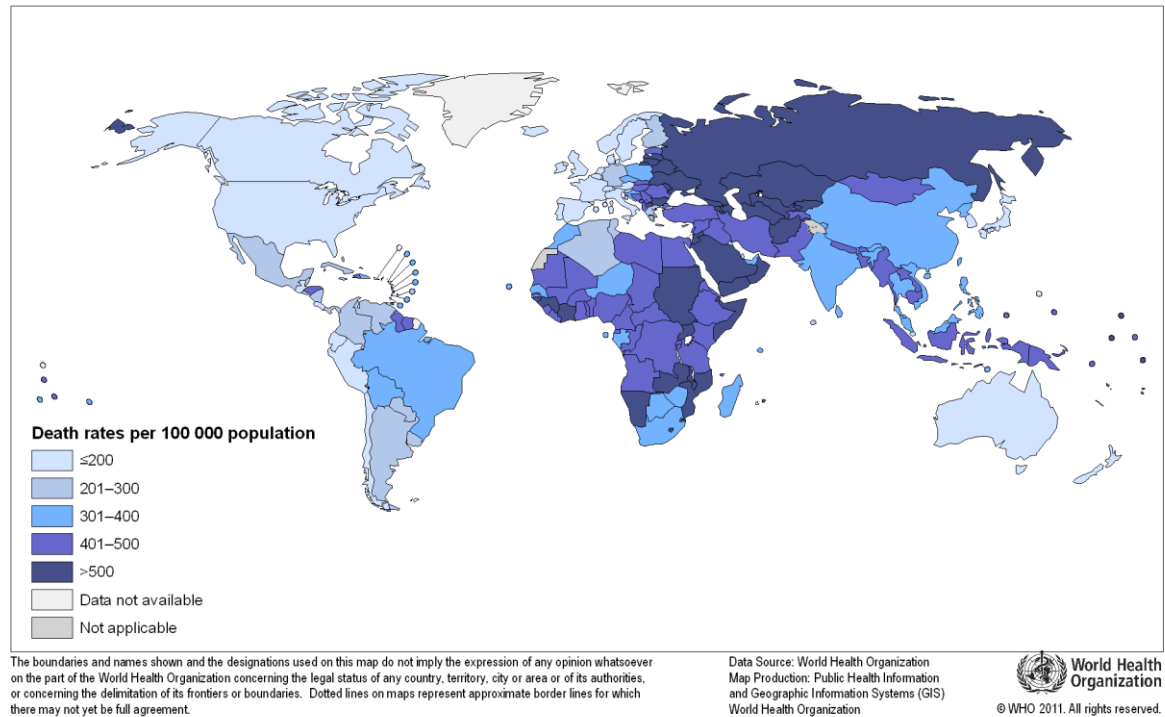 Death rates per 100 000 population
≤200
201–300
301–400
401–500
>500
Data not available
Not applicable
The boundaries and names shown and the designations used on this map do not imply the expression of any opinion whatsoever
on the part of the World Health Organization concerning the legal status of any country, territory, city or area or of its authorities,
or concerning the delimitation of its frontiers or boundaries. Dotted lines on maps represent approximate border lines for which
there may not yet be full agreement.
Data Source: World Health Organization
Map Production: Public Health Information
and Geographic Information Systems (GIS)
World Health Organization
World Health
Organization
© WHO 2011. All rights reserved.